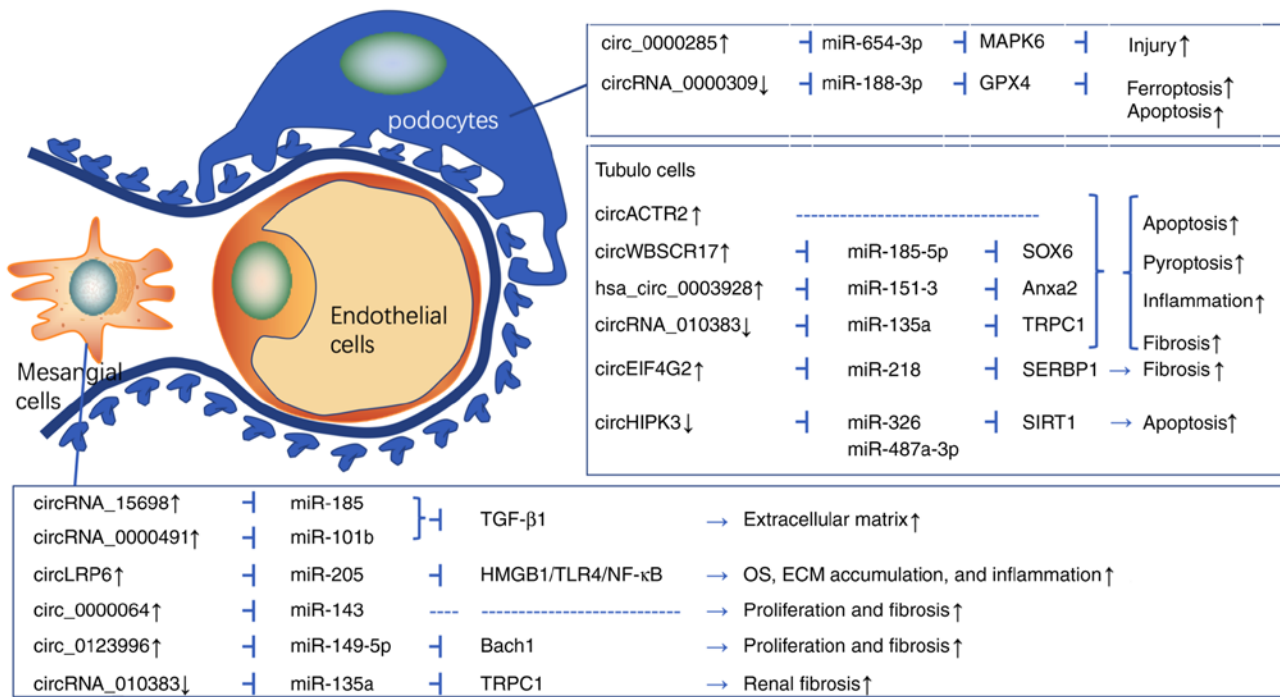 podocytes
Endothelial
cells
Mesangial
cells
circ_0000285↑ ⊣ miR-654-3p ⊣ MAPK6 ⊣ Injury↑
circRNA_0000309↓ ⊣ miR-188-3p ⊣ GPX4 ⊣ Ferroptosis↑
Apoptosis↑
Tubulo cells
circACTR2↑ Apoptosis↑
circWBSCR17↑ ⊣ miR-185-5p ⊣ SOX6 Pyroptosis↑
hsa_circ_0003928↑ ⊣ miR-151-3 ⊣ Anxa2 Inflammation↑
circRNA_010383↓ ⊣ miR-135a ⊣ TRPC1 Fibrosis↑
circEIF4G2↑ ⊣ miR-218 ⊣ SERBP1 → Fibrosis↑
circHIPK3↓ ⊣ miR-326 ⊣ SIRT1 → Apoptosis↑
miR-487a-3p
circRNA_15698↑ ⊣ miR-185
TGF-β1 → Extracellular matrix↑
circRNA_0000491↑ ⊣ miR-101b
circLRP6↑ ⊣ miR-205 ⊣ HMGB1/TLR4/NF-κB → OS, ECM accumulation, and inflammation↑
circ_0000064↑ ⊣ miR-143 → Proliferation and fibrosis↑
circ_0123996↑ ⊣ miR-149-5p ⊣ Bach1 → Proliferation and fibrosis↑
circRNA_010383↓ ⊣ miR-135a ⊣ TRPC1 → Renal fibrosis↑